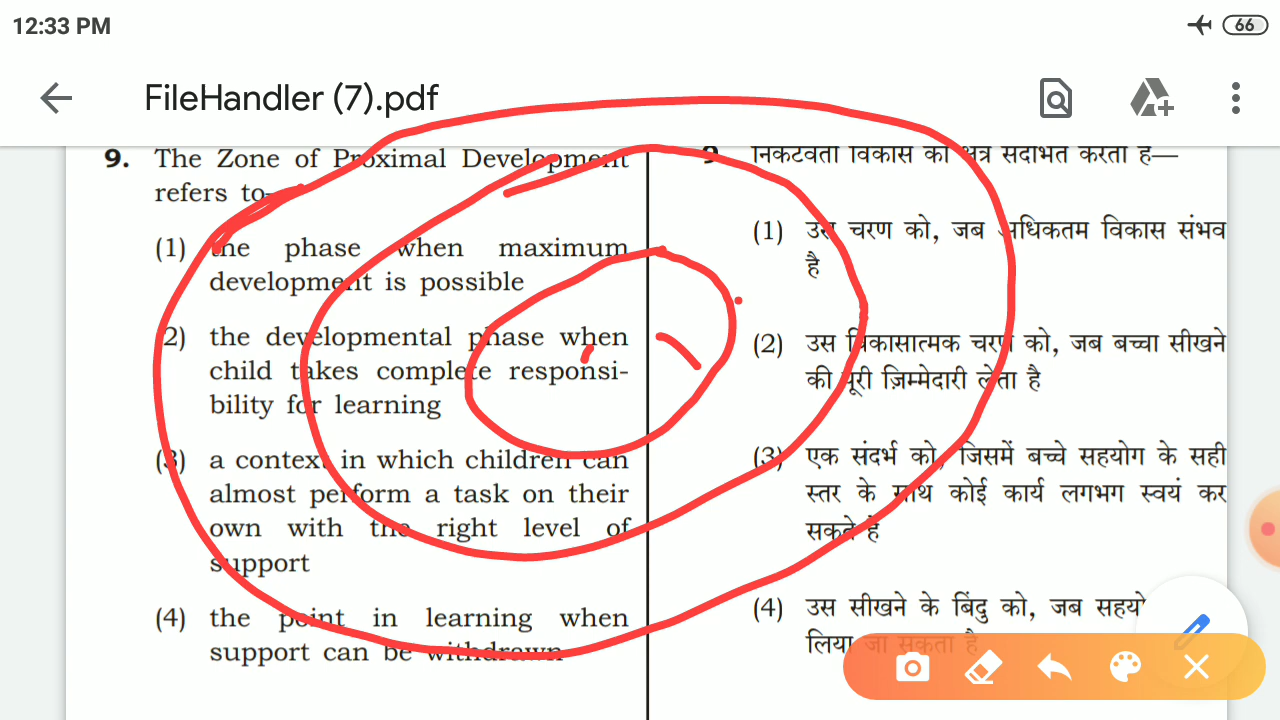 12:33 PM
66
FileHandler (7).pdf
9. The Zone of Proximal Development
refers to—
(1) the phase when maximum
development is possible
(2) the developmental phase when
child takes complete responsi-
bility for learning
(3) a context in which children can
almost perform a task on their
own with the right level of
support
(4) the point in learning when
support can be withdrawn
9. निकटवर्ती विकास का क्षेत्र संदर्भित करता है—
(1) उस चरण को, जब अधिकतम विकास संभव
है
(2) उस विकासात्मक चरण को, जब बच्चा सीखने
की पूरी ज़िम्मेदारी लेता है
(3) एक संदर्भ को, जिसमें बच्चे सहयोग के सही
स्तर के साथ कोई कार्य लगभग स्वयं कर
सकते हैं
(4) उस सीखने के बिंदु को, जब
लिया जा सकता है